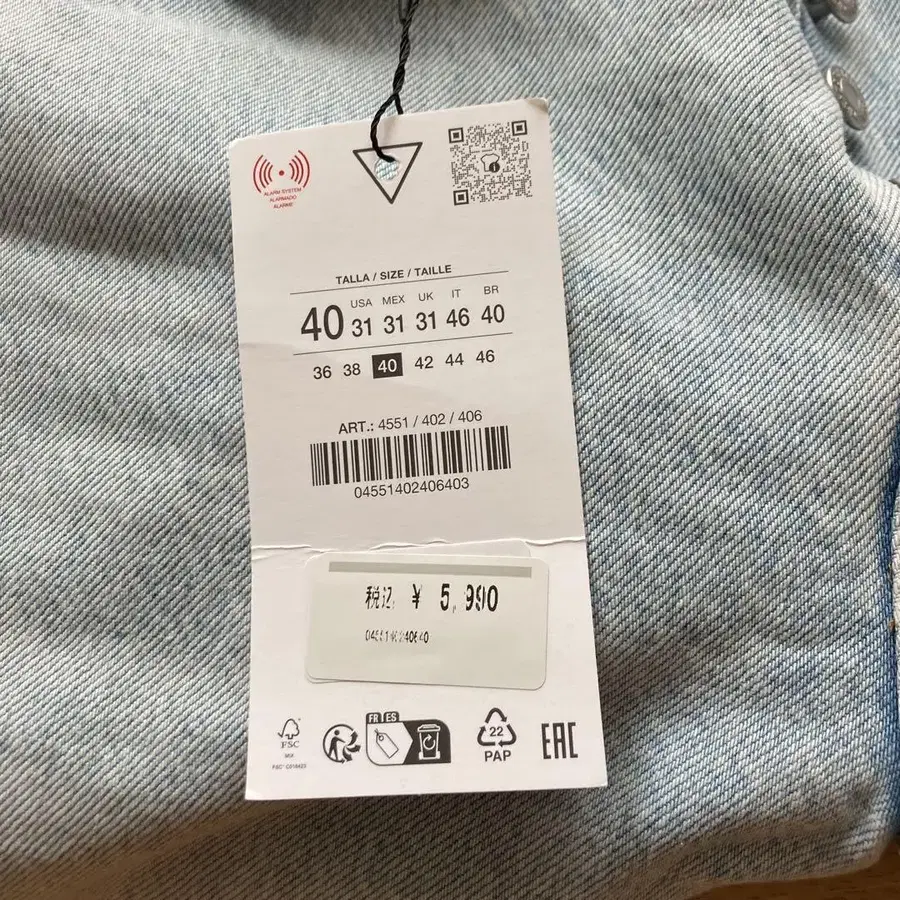 ALARM SYSTEM
ALARMADO
ALARME
TALLA / SIZE / TAILLE
USA MEX UK IT BR
40 31 31 31 46 40
36 38 40 42 44 46
ART.: 4551 / 402 / 406
04551402406403
税込 ¥ 5,990
FR ES
FSC
MIX
22
PAP
EAC